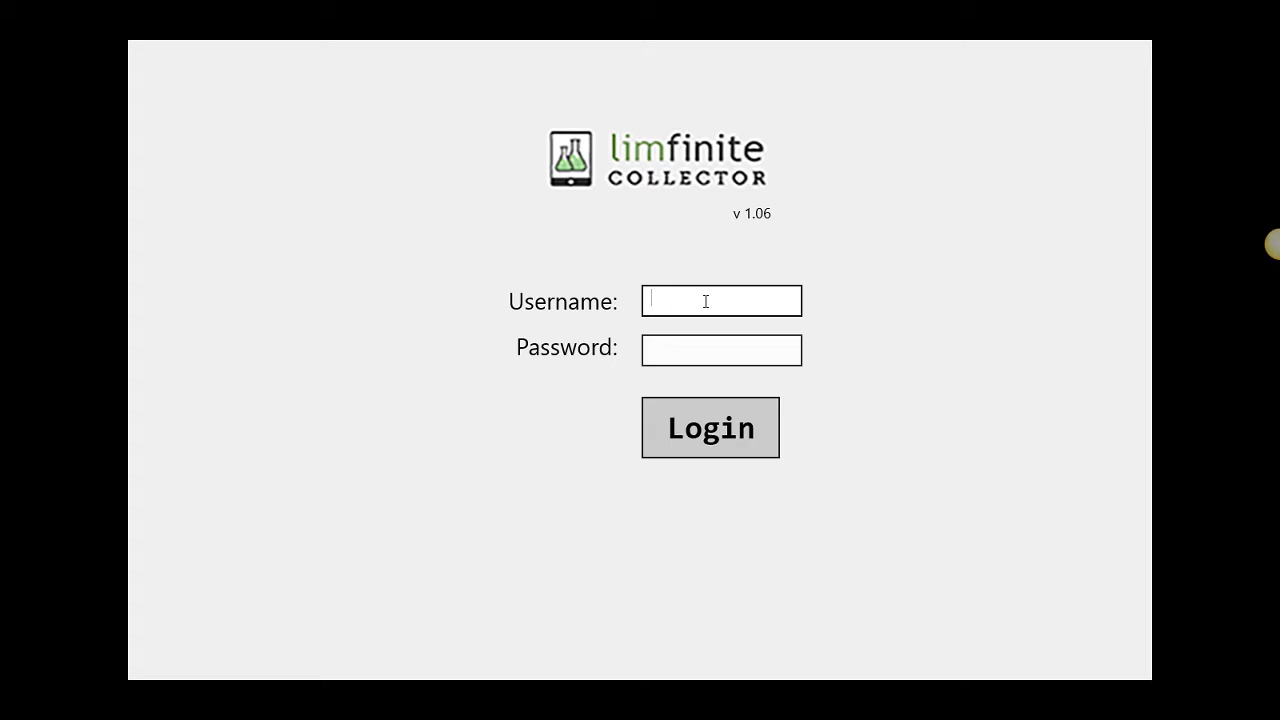 limfinite
COLLECTOR
v 1.06
Username:
Password:
Login